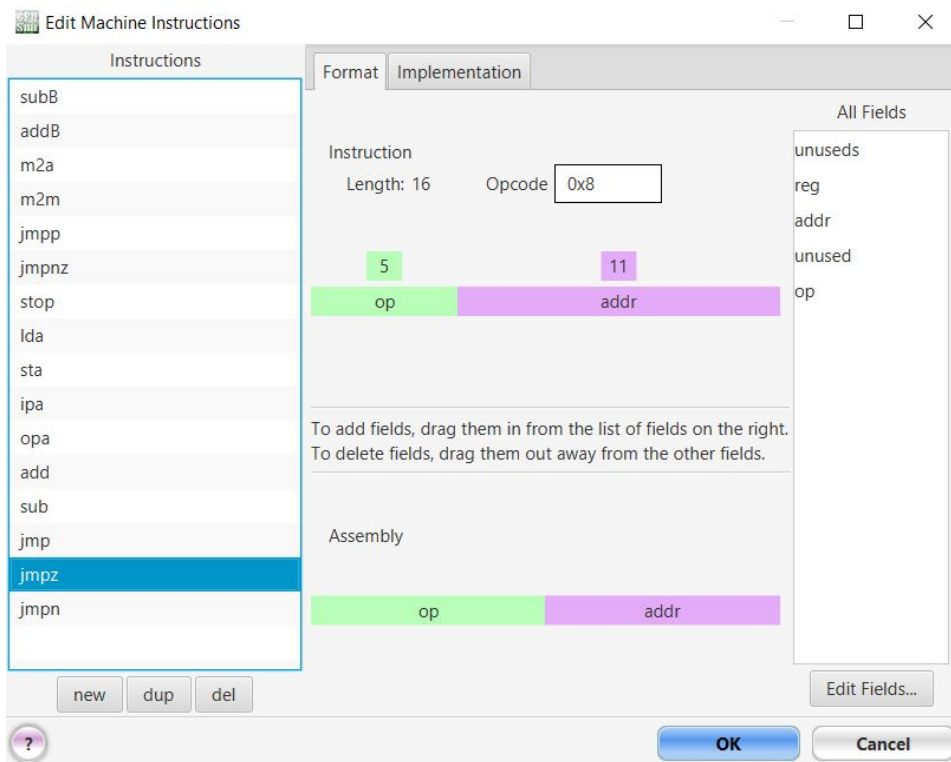 Edit Machine Instructions
Instructions
subB
addB
m2a
m2m
jmpp
jmpnz
stop
lda
sta
ipa
opa
add
sub
jmp
jmpz
jmpn
new dup del
Format Implementation
Instruction
Length: 16 Opcode 0x8
5 11
op addr
To add fields, drag them in from the list of fields on the right.
To delete fields, drag them out away from the other fields.
Assembly
op addr
All Fields
unuseds
reg
addr
unused
op
Edit Fields...
?
OK Cancel